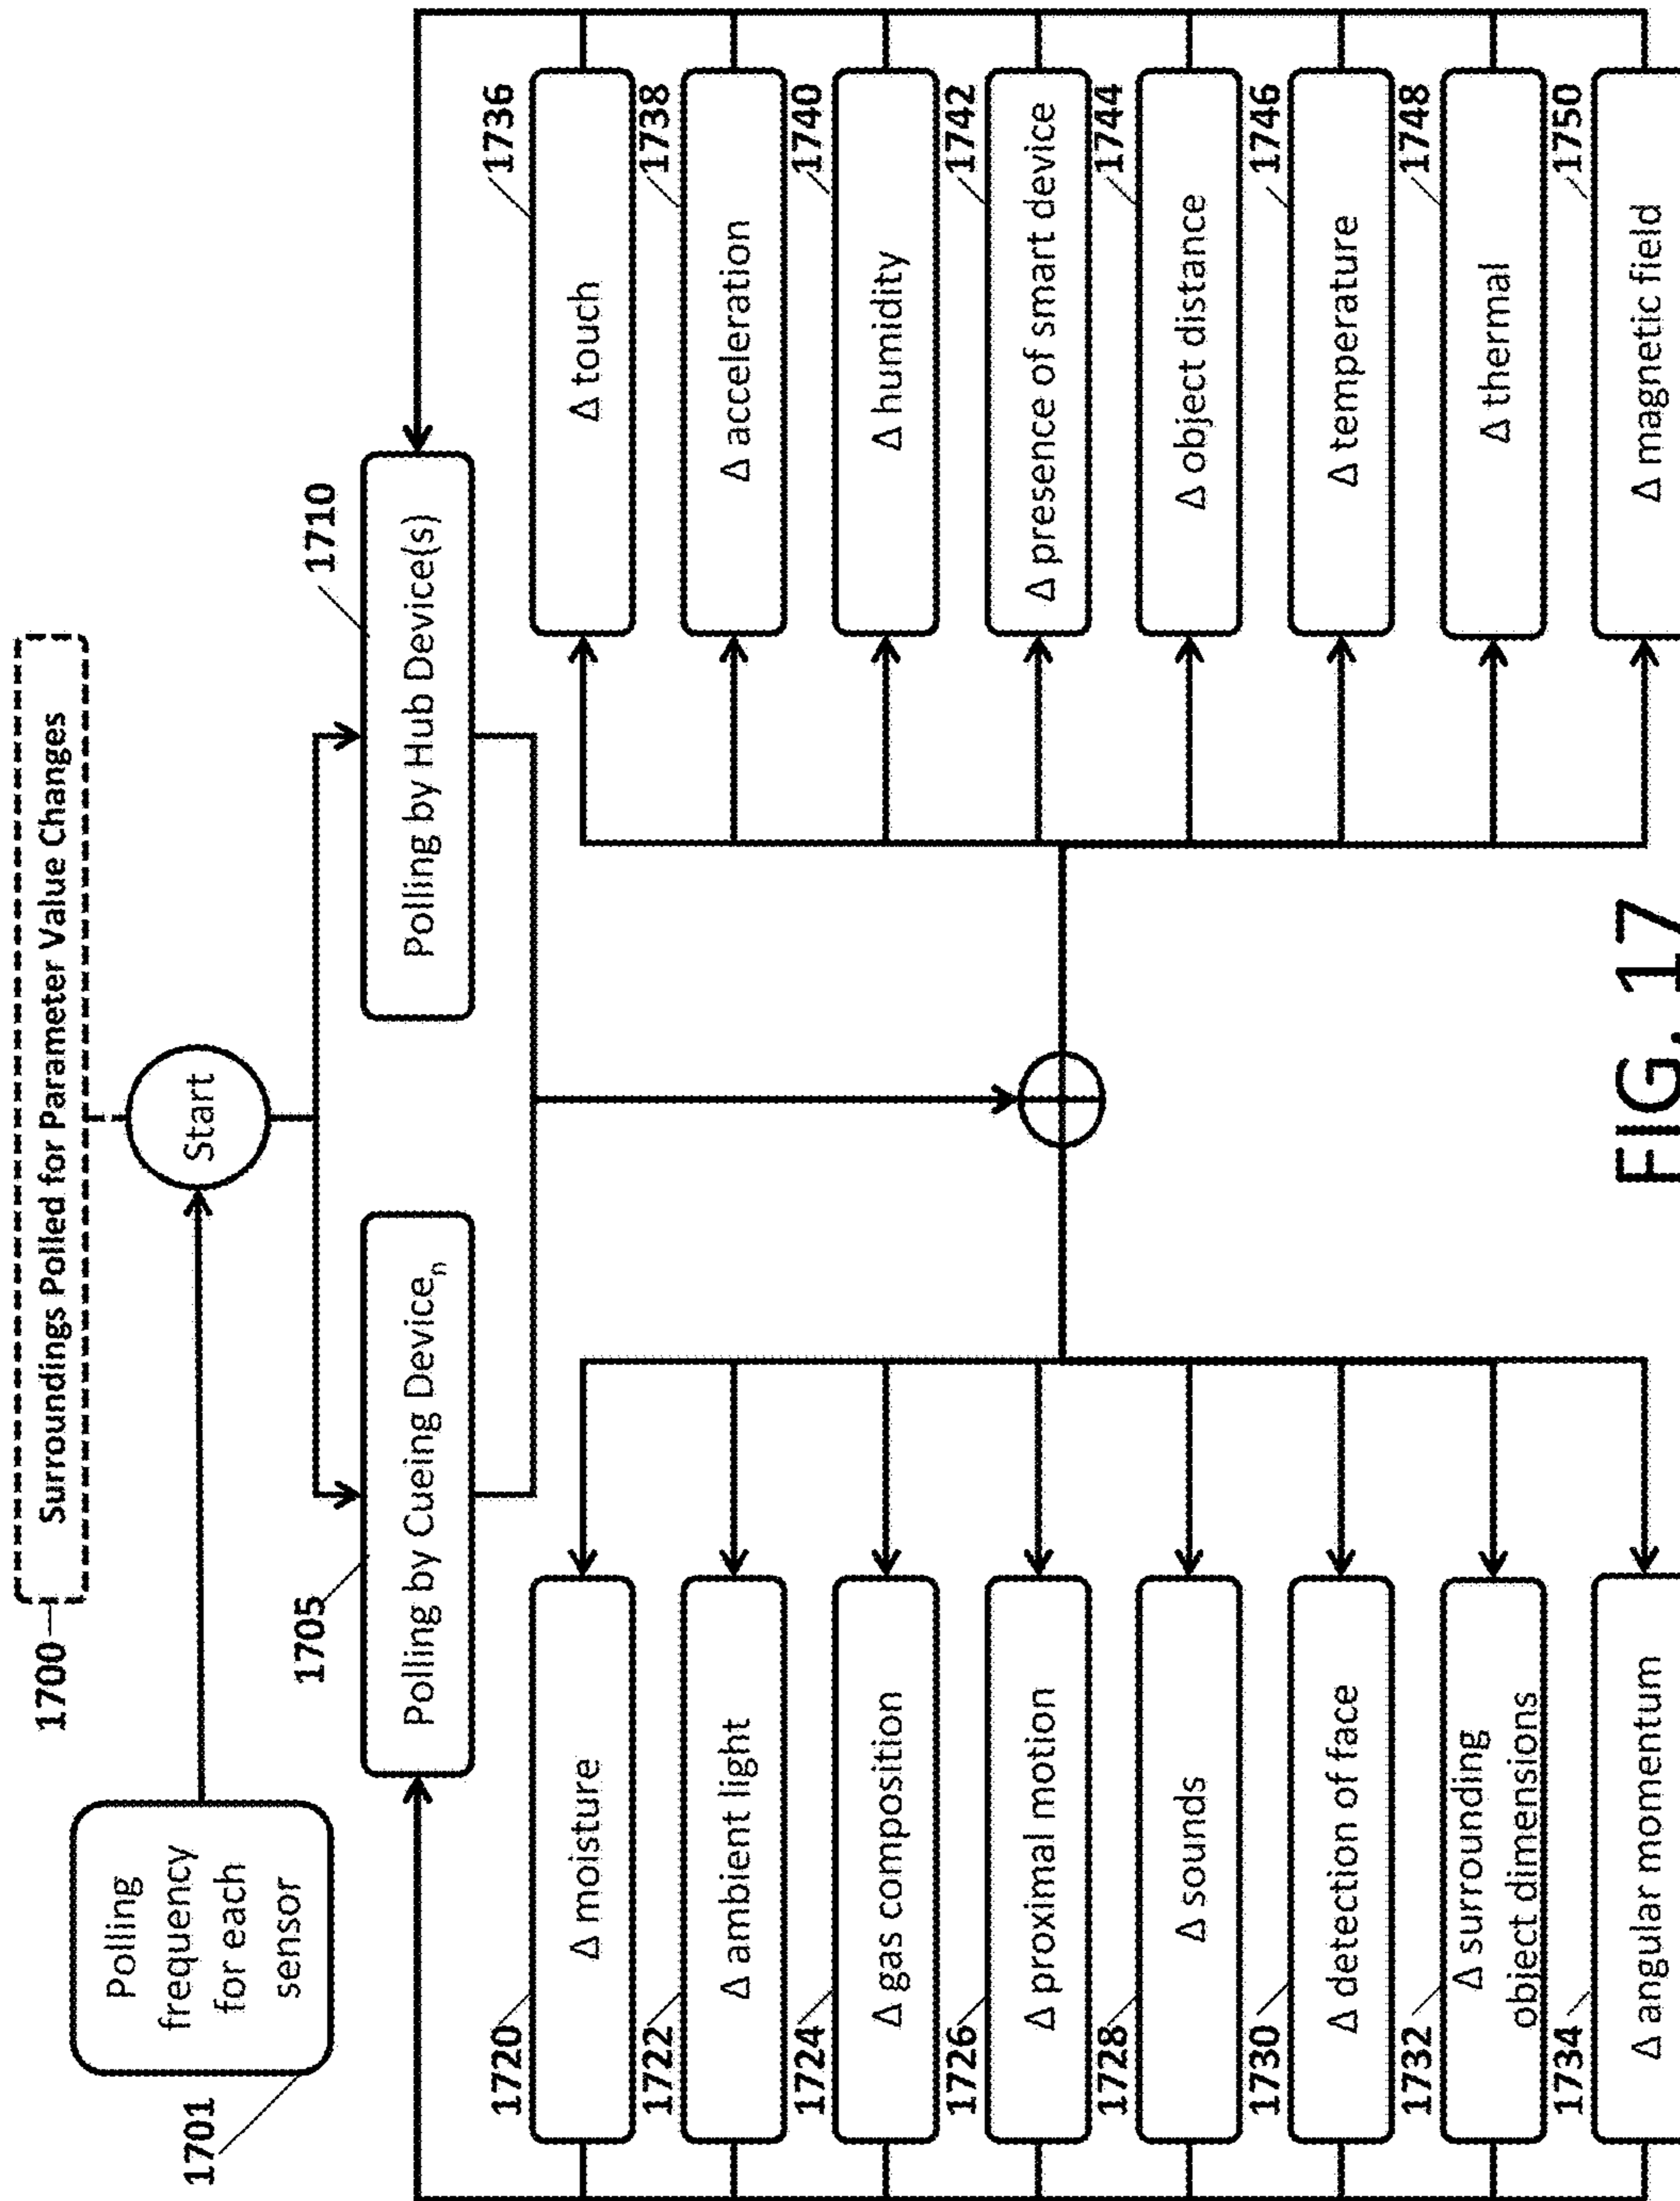 1700
Surroundings Polled for Parameter Value Changes
1701
Polling
frequency
for each
sensor
Start
1705
Polling by Cueing Deviceₙ
1710
Polling by Hub Device(s)
1720
Δ moisture
1722
Δ ambient light
1724
Δ gas composition
1726
Δ proximal motion
1728
Δ sounds
1730
Δ detection of face
1732
Δ surrounding
object dimensions
1734
Δ angular momentum
1736
Δ touch
1738
Δ acceleration
1740
Δ humidity
1742
Δ presence of smart device
1744
Δ object distance
1746
Δ temperature
1748
Δ thermal
1750
Δ magnetic field
FIG. 17